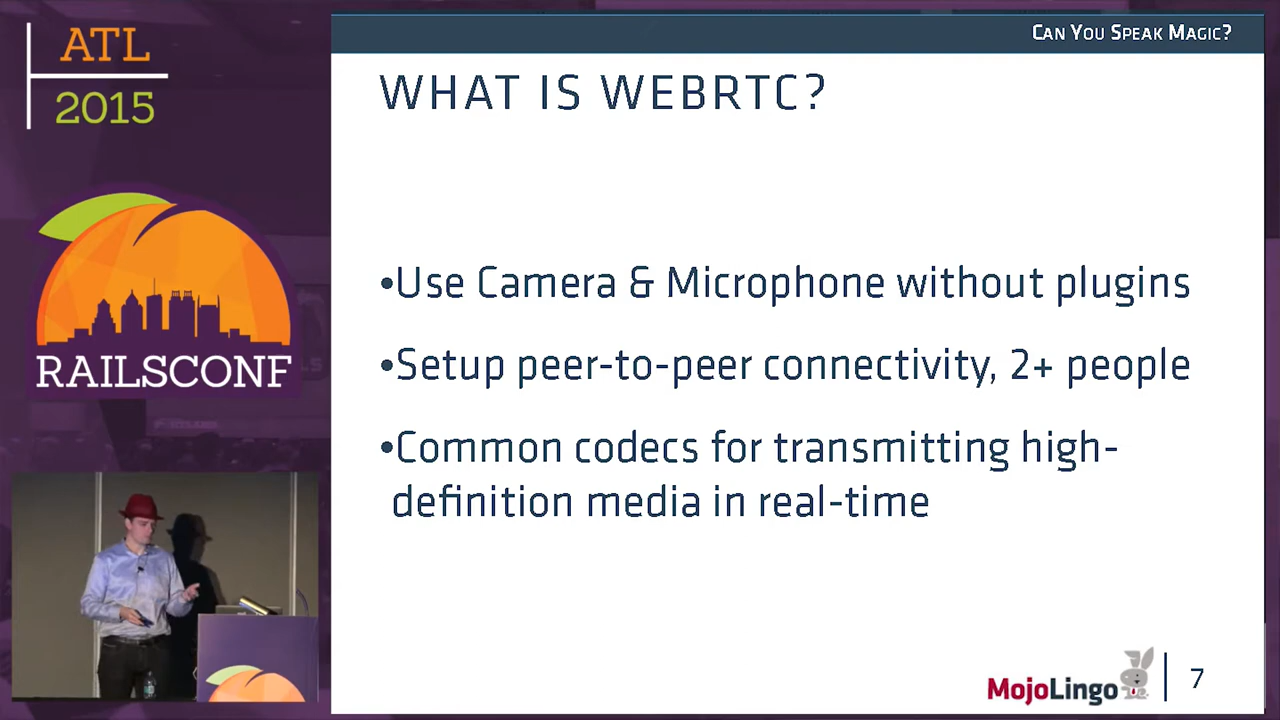 ATL
2015
RAILSCONF
CAN YOU SPEAK MAGIC?
WHAT IS WEBRTC?
•Use Camera & Microphone without plugins
•Setup peer-to-peer connectivity, 2+ people
•Common codecs for transmitting high-
definition media in real-time
MojoLingo
7